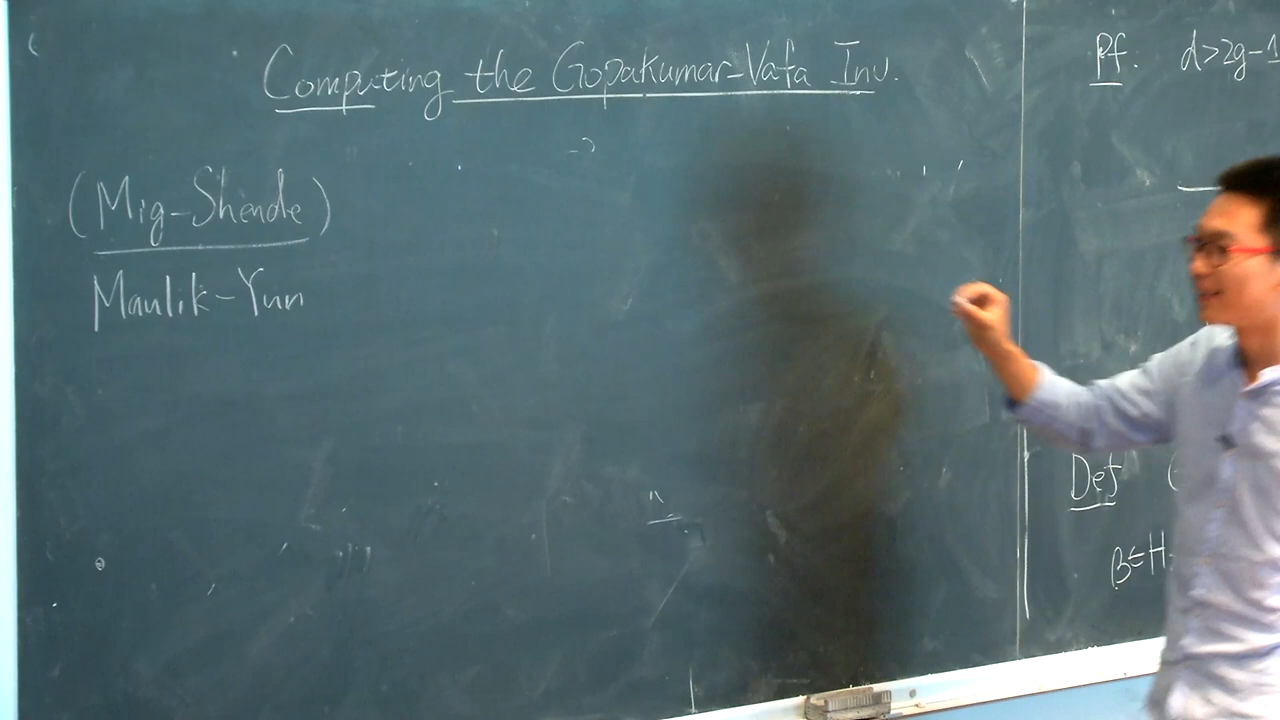 Computing the Gopakumar-Vafa Inv.
(Mig-Shende)
Maulik-Yun
Pf. d>2g-1
Def (
β∈H